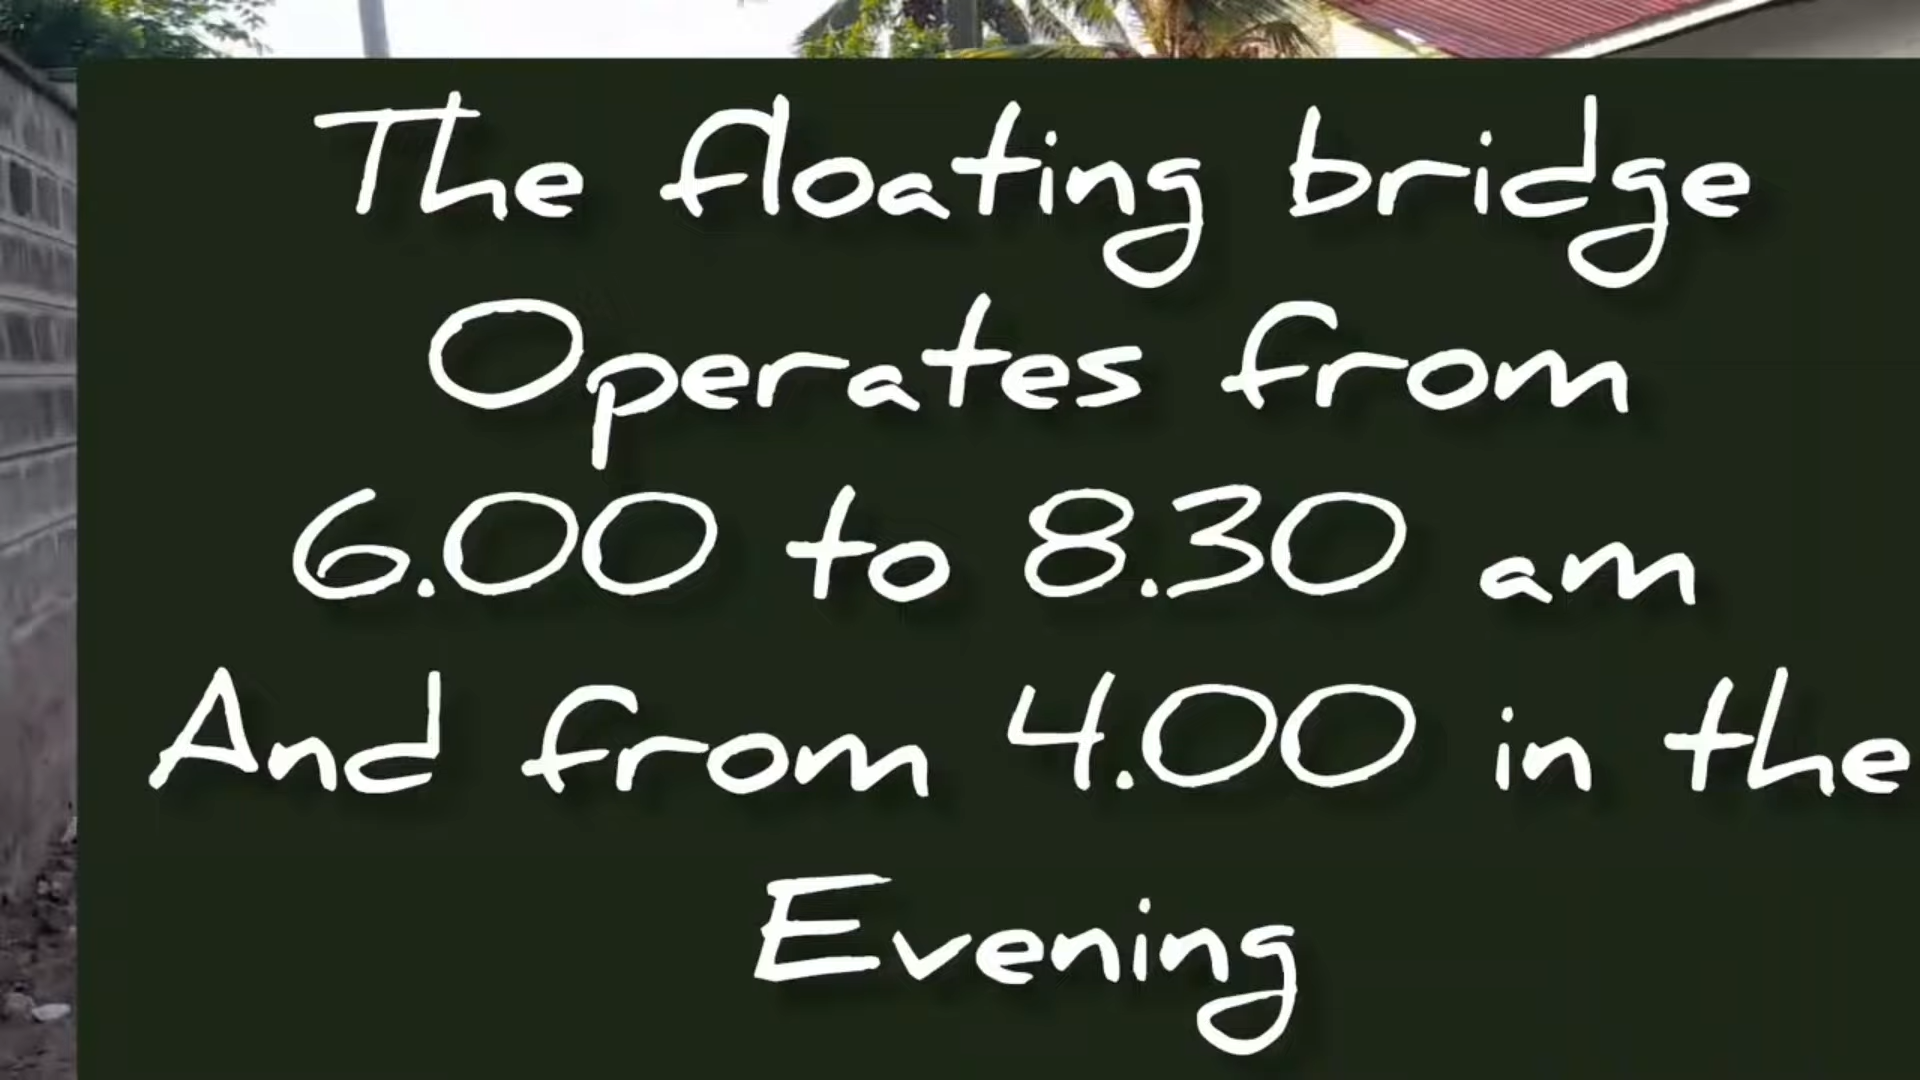 The floating bridge
Operates from
6.00 to 8.30 am
And from 4.00 in the
Evening